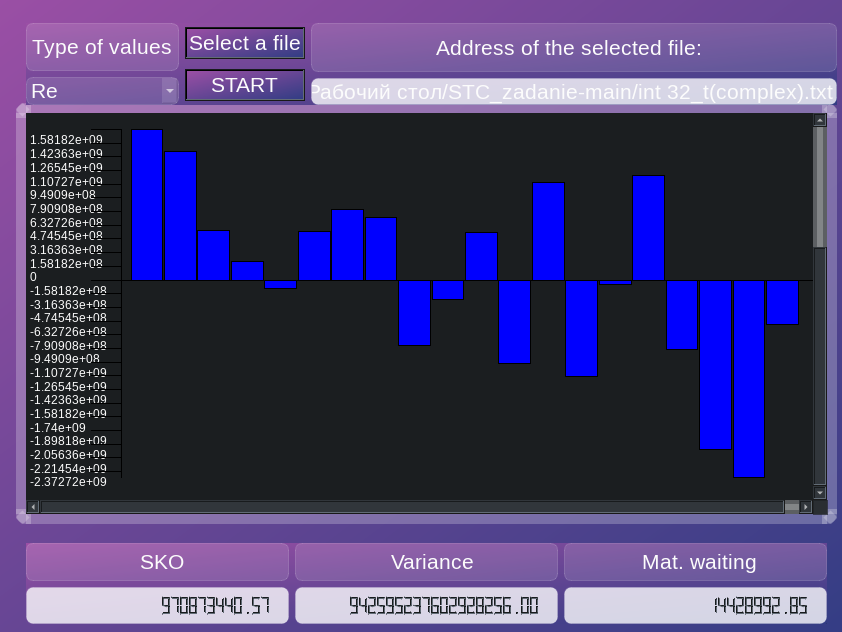 Type of values
Select a file
Address of the selected file:
Re
START
Рабочий стол/STC_zadanie-main/int 32_t(complex).txt
1.58182e+09
1.42363e+09
1.26545e+09
1.10727e+09
9.4909e+08
7.90908e+08
6.32726e+08
4.74545e+08
3.16363e+08
1.58182e+08
0
-1.58182e+08
-3.16363e+08
-4.74545e+08
-6.32726e+08
-7.90908e+08
-9.4909e+08
-1.10727e+09
-1.26545e+09
-1.42363e+09
-1.58182e+09
-1.74e+09
-1.89818e+09
-2.05636e+09
-2.21454e+09
-2.37272e+09
SKO
Variance
Mat. waiting
970873440.57
942595237602928256.00
14428992.85